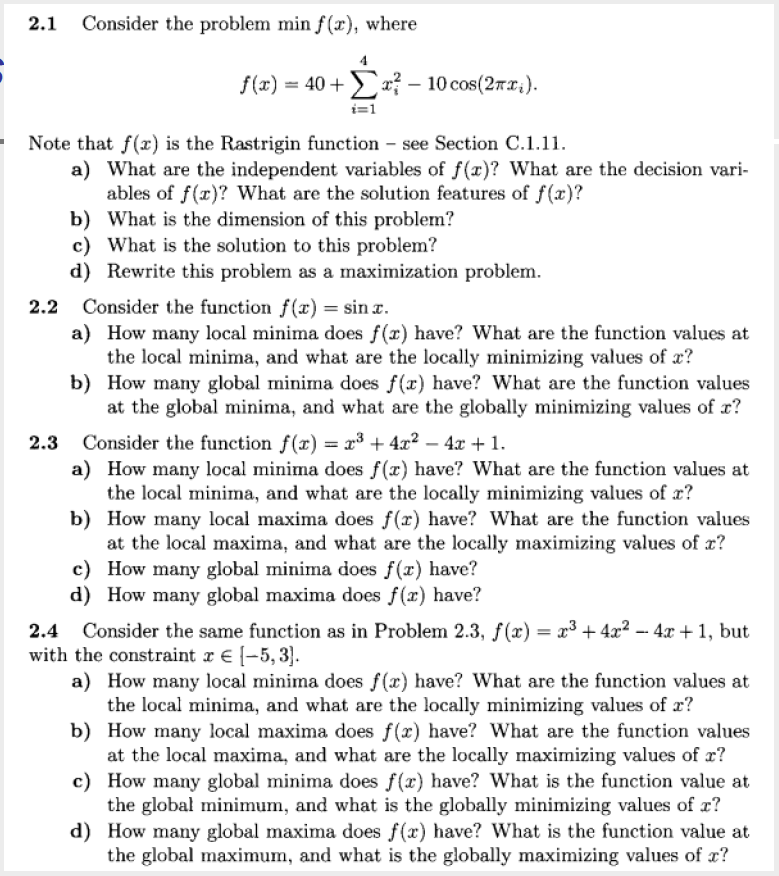 2.1 Consider the problem min f(x), where
4
f(x) = 40 + ∑ x_i^2 − 10 cos(2πx_i).
i=1
Note that f(x) is the Rastrigin function – see Section C.1.11.
a) What are the independent variables of f(x)? What are the decision vari-
ables of f(x)? What are the solution features of f(x)?
b) What is the dimension of this problem?
c) What is the solution to this problem?
d) Rewrite this problem as a maximization problem.
2.2 Consider the function f(x) = sin x.
a) How many local minima does f(x) have? What are the function values at
the local minima, and what are the locally minimizing values of x?
b) How many global minima does f(x) have? What are the function values
at the global minima, and what are the globally minimizing values of x?
2.3 Consider the function f(x) = x³ + 4x² − 4x + 1.
a) How many local minima does f(x) have? What are the function values at
the local minima, and what are the locally minimizing values of x?
b) How many local maxima does f(x) have? What are the function values
at the local maxima, and what are the locally maximizing values of x?
c) How many global minima does f(x) have?
d) How many global maxima does f(x) have?
2.4 Consider the same function as in Problem 2.3, f(x) = x³ + 4x² − 4x + 1, but
with the constraint x ∈ [−5, 3].
a) How many local minima does f(x) have? What are the function values at
the local minima, and what are the locally minimizing values of x?
b) How many local maxima does f(x) have? What are the function values
at the local maxima, and what are the locally maximizing values of x?
c) How many global minima does f(x) have? What is the function value at
the global minimum, and what is the globally minimizing values of x?
d) How many global maxima does f(x) have? What is the function value at
the global maximum, and what is the globally maximizing values of x?